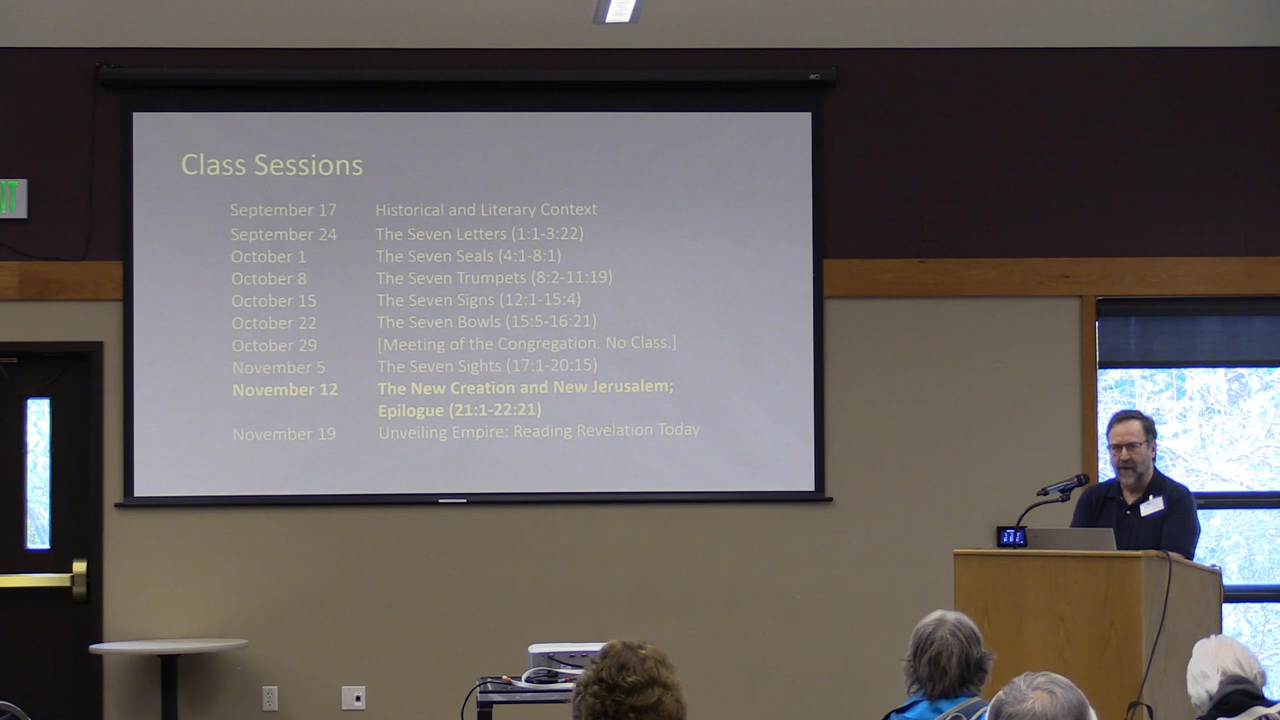 Class Sessions
September 17 Historical and Literary Context
September 24 The Seven Letters (1:1-3:22)
October 1 The Seven Seals (4:1-8:1)
October 8 The Seven Trumpets (8:2-11:19)
October 15 The Seven Signs (12:1-15:4)
October 22 The Seven Bowls (15:5-16:21)
October 29 [Meeting of the Congregation. No Class.]
November 5 The Seven Sights (17:1-20:15)
November 12 The New Creation and New Jerusalem;
Epilogue (21:1-22:21)
November 19 Unveiling Empire: Reading Revelation Today